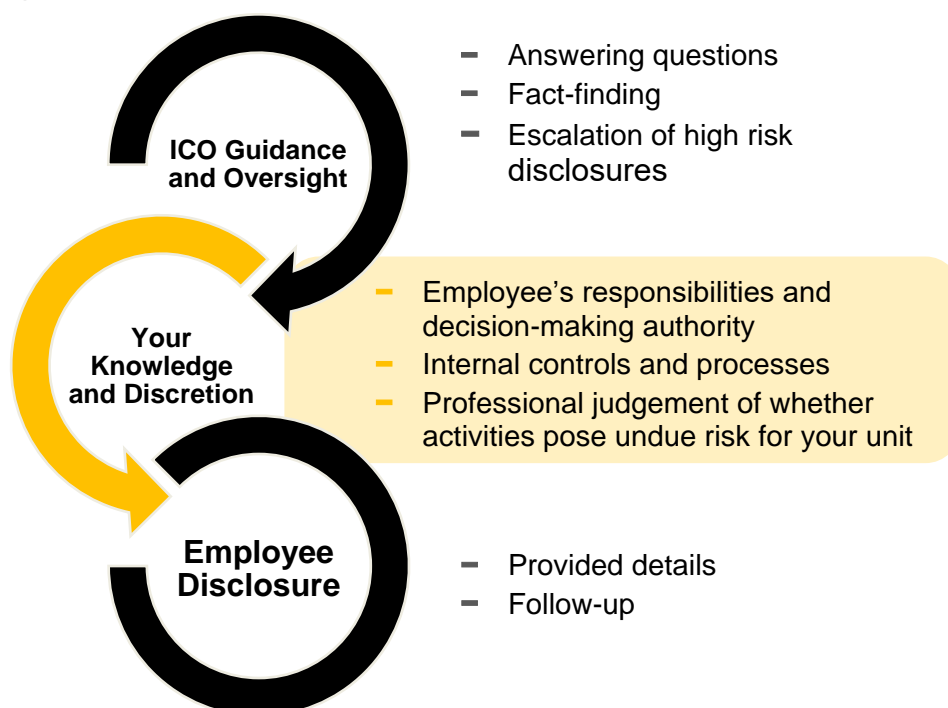 ICO Guidance
and Oversight
- Answering questions
- Fact-finding
- Escalation of high risk
disclosures
Your
Knowledge
and Discretion
- Employee's responsibilities and
decision-making authority
- Internal controls and processes
- Professional judgement of whether
activities pose undue risk for your unit
Employee
Disclosure
- Provided details
- Follow-up